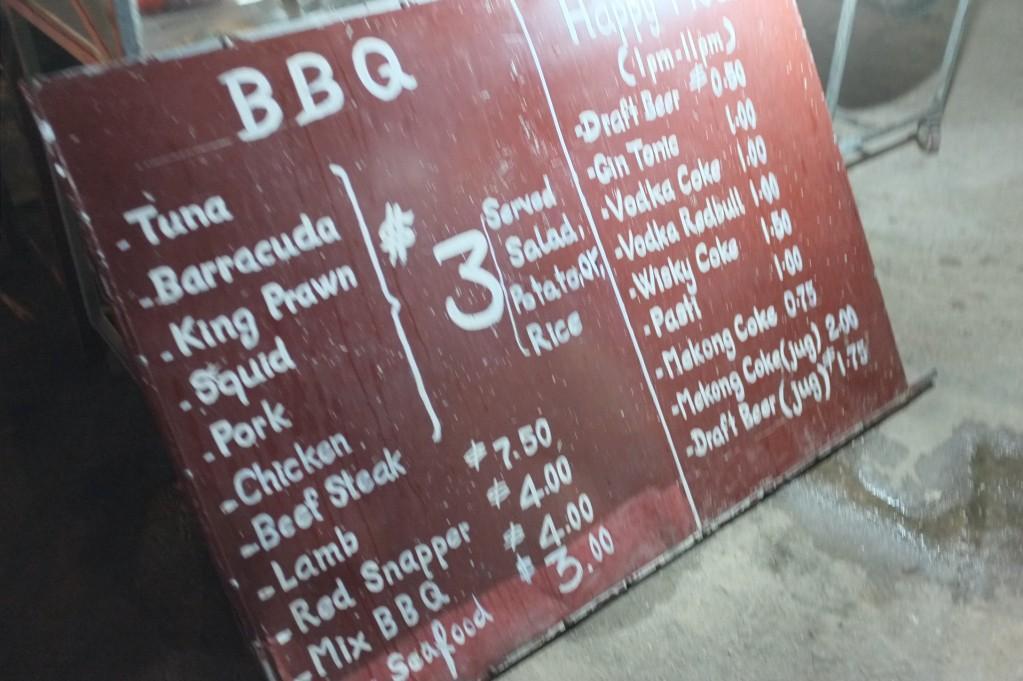 BBQ
- Tuna
- Barracuda
- King Prawn
- Squid
- Pork
- Chicken
$ 3
Served
Salad,
Potato OR,
Rice
- Beef Steak
- Lamb $ 7.50
- Red Snapper $ 4.00
- Mix BBQ $ 4.00
Seafood $ 3.00
Happy
(1pm=11pm)
- Draft Beer $ 0.50
- Gin Tonic 1.00
- Vodka Coke 1.00
- Vodka Redbull 1.00
- Wisky Coke 1.50
- Pasti 1.00
- Mekong Coke 0.75
- Mekong Coke (jug) 2.00
- Draft Beer (jug) $ 1.75